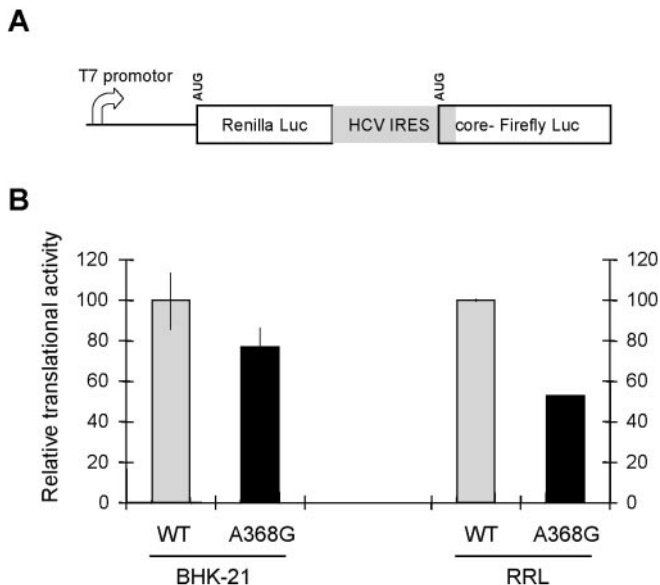 A
T7 promotor
AUG
AUG
Renilla Luc
HCV IRES
core- Firefly Luc
B
Relative translational activity
120
100
80
60
40
20
0
120
100
80
60
40
20
0
WT
A368G
WT
A368G
BHK-21
RRL